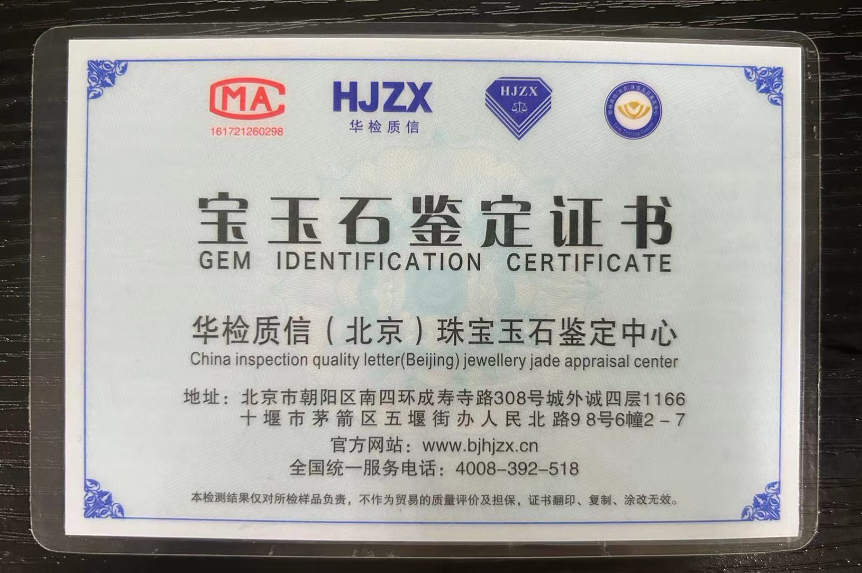 CMA
161721260298
HJZX
华检质信
HJZX
宝玉石鉴定证书
GEM IDENTIFICATION CERTIFICATE
华检质信(北京)珠宝玉石鉴定中心
China inspection quality letter(Beijing) jewellery jade appraisal center
地址:北京市朝阳区南四环成寿寺路308号城外诚四层1166
十堰市茅箭区五堰街办人民北路98号6幢2-7
官方网站:www.bjhjzx.cn
全国统一服务电话:4008-392-518
本检测结果仅对所检样品负责,不作为贸易的质量评价及担保,证书翻印、复制、涂改无效。